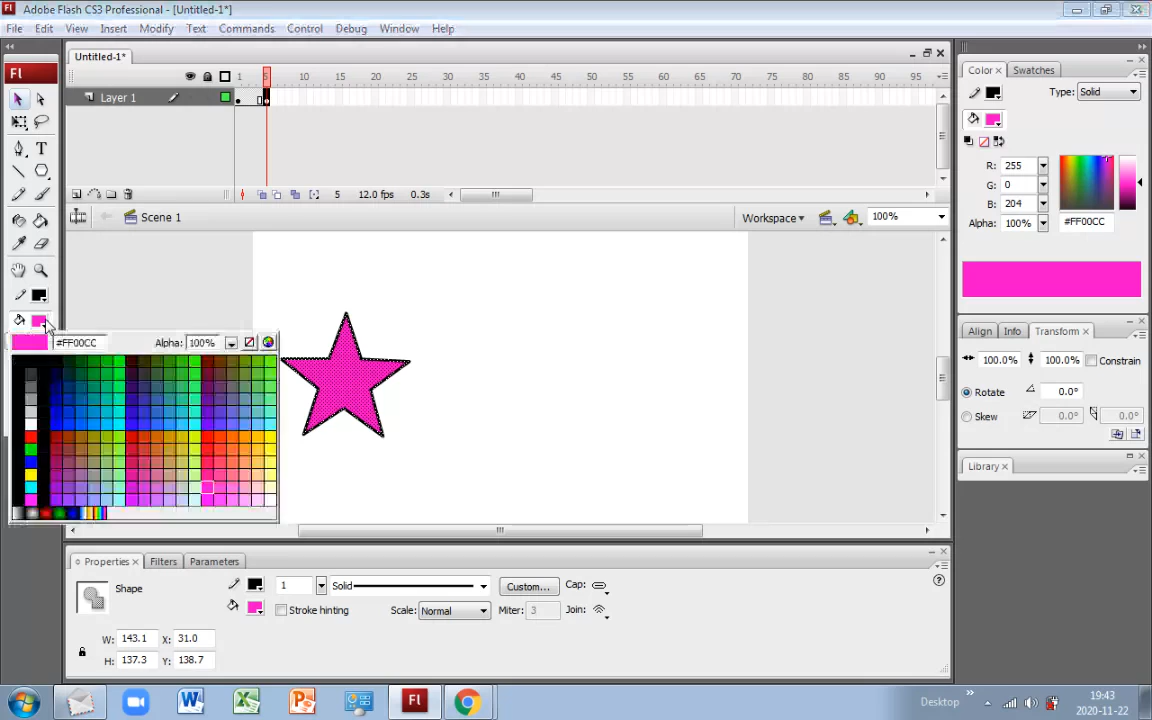 Fl Adobe Flash CS3 Professional - [Untitled-1*]
File Edit View Insert Modify Text Commands Control Debug Window Help
Untitled-1*
Fl
1 5 10 15 20 25 30 35 40 45 50 55 60 65 70 75 80 85 90 95
Layer 1
5 12.0 fps 0.3s
Scene 1
Workspace 100%
Color Swatches
Type: Solid
R: 255
G: 0
B: 204
Alpha: 100% #FF00CC
#FF00CC Alpha: 100%
Align Info Transform
100.0% 100.0% Constrain
Rotate 0.0°
Skew 0.0° 0.0°
Library
Properties Filters Parameters
Shape 1 Solid Custom... Cap:
Stroke hinting Scale: Normal Miter: 3 Join:
W: 143.1 X: 31.0
H: 137.3 Y: 138.7
Fl
Desktop
19:43
2020-11-22